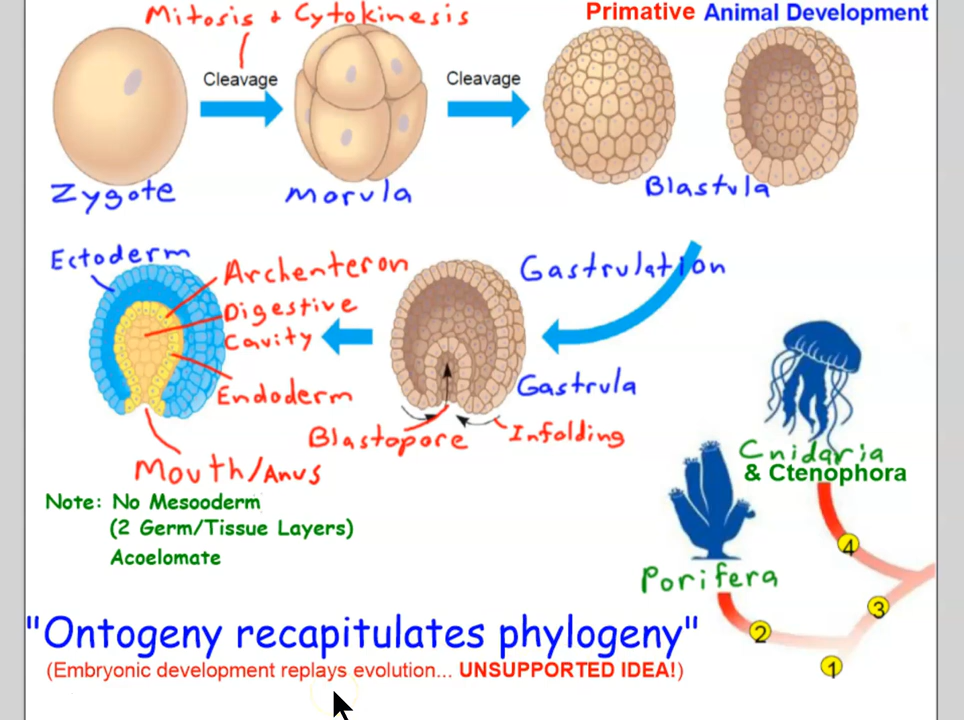 Mitosis & Cytokinesis
Primative Animal Development
Cleavage
Cleavage
Zygote
Morula
Blastula
Ectoderm
Archenteron
Digestive
Cavity
Endoderm
Mouth/Anus
Gastrulation
Gastrula
Blastopore
Infolding
Note: No Mesooderm
(2 Germ/Tissue Layers)
Acoelomate
Cnidaria
& Ctenophora
Porifera
4
3
2
1
"Ontogeny recapitulates phylogeny"
(Embryonic development replays evolution... UNSUPPORTED IDEA!)